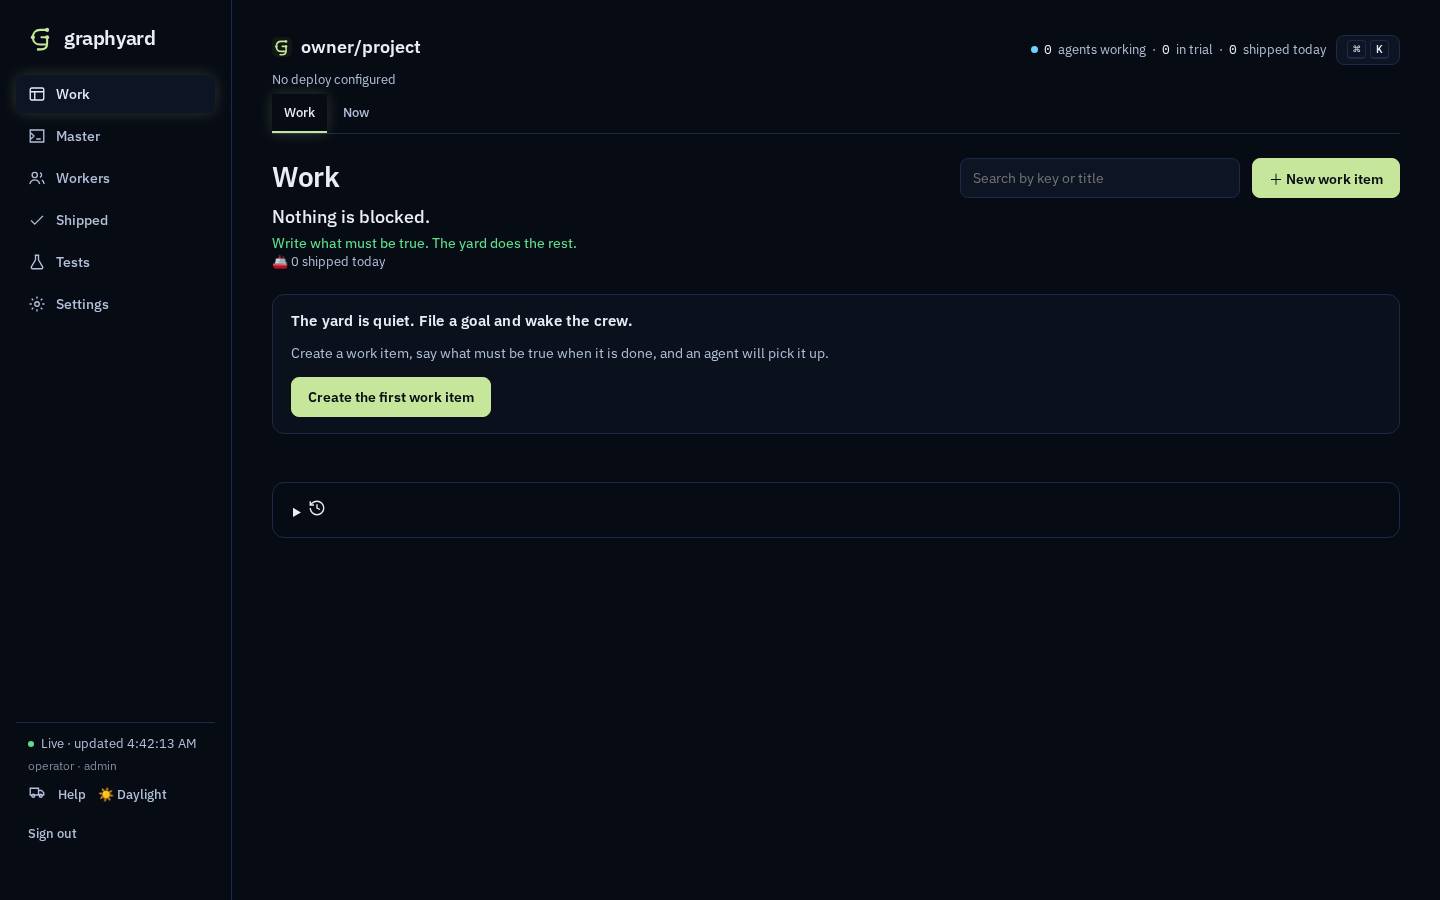 graphyard
Work
Master
Workers
Shipped
Tests
Settings
Live · updated 4:42:13 AM
operator · admin
Help
☀️ Daylight
Sign out
owner/project
0 agents working · 0 in trial · 0 shipped today
⌘ K
No deploy configured
Work
Now
Work
Search by key or title
+ New work item
Nothing is blocked.
Write what must be true. The yard does the rest.
🚢 0 shipped today
The yard is quiet. File a goal and wake the crew.
Create a work item, say what must be true when it is done, and an agent will pick it up.
Create the first work item